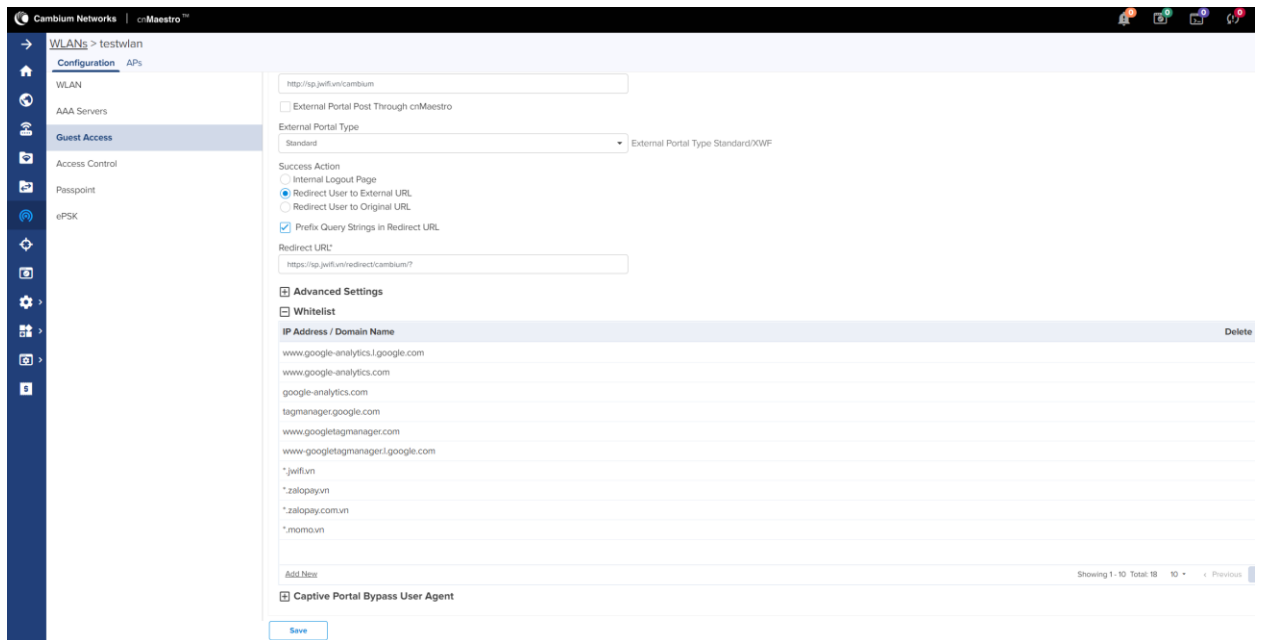 Cambium Networks | cnMaestro™
0 0 0 0
WLANs > testwlan
Configuration APs
WLAN
AAA Servers
Guest Access
Access Control
Passpoint
ePSK
http://sp.jwifi.vn/cambium
External Portal Post Through cnMaestro
External Portal Type
Standard External Portal Type Standard/XWF
Success Action
Internal Logout Page
Redirect User to External URL
Redirect User to Original URL
Prefix Query Strings in Redirect URL
Redirect URL*
https://sp.jwifi.vn/redirect/cambium/?
Advanced Settings
Whitelist
IP Address / Domain Name Delete
www.google-analytics.l.google.com
www.google-analytics.com
google-analytics.com
tagmanager.google.com
www.googletagmanager.com
www-googletagmanager.l.google.com
*.jwifi.vn
*.zalopay.vn
*.zalopay.com.vn
*.momo.vn
Add New Showing 1 - 10 Total: 18 10 Previous
Captive Portal Bypass User Agent
Save